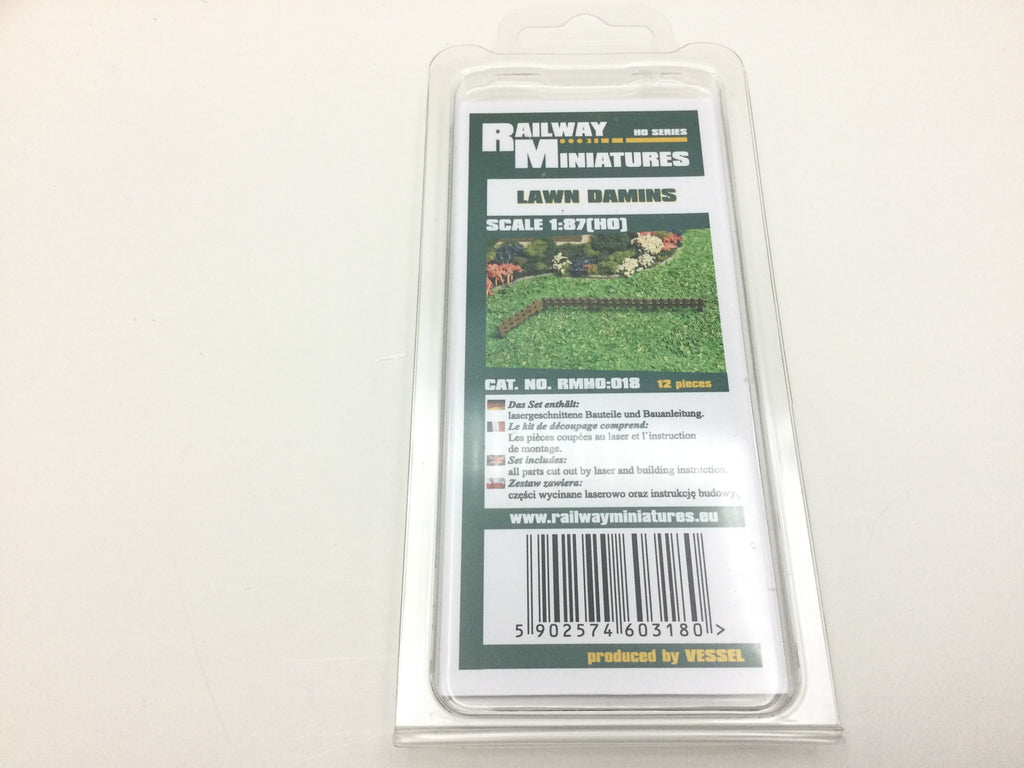 RAILWAY HO SERIES
MINIATURES
LAWN DAMINS
SCALE 1:87(HO)
CAT. NO. RMHO:018 12 pieces
Das Set enthält:
lasergeschnittene Bauteile und Bauanleitung.
Le kit de découpage comprend:
Les pièces coupées au laser et l'instruction
de montage.
Set includes:
all parts cut out by laser and building instruction.
Zestaw zawiera:
części wycinane laserowo oraz instrukcję budowy.
www.railwayminiatures.eu
5 902574 603180 >
produced by VESSEL